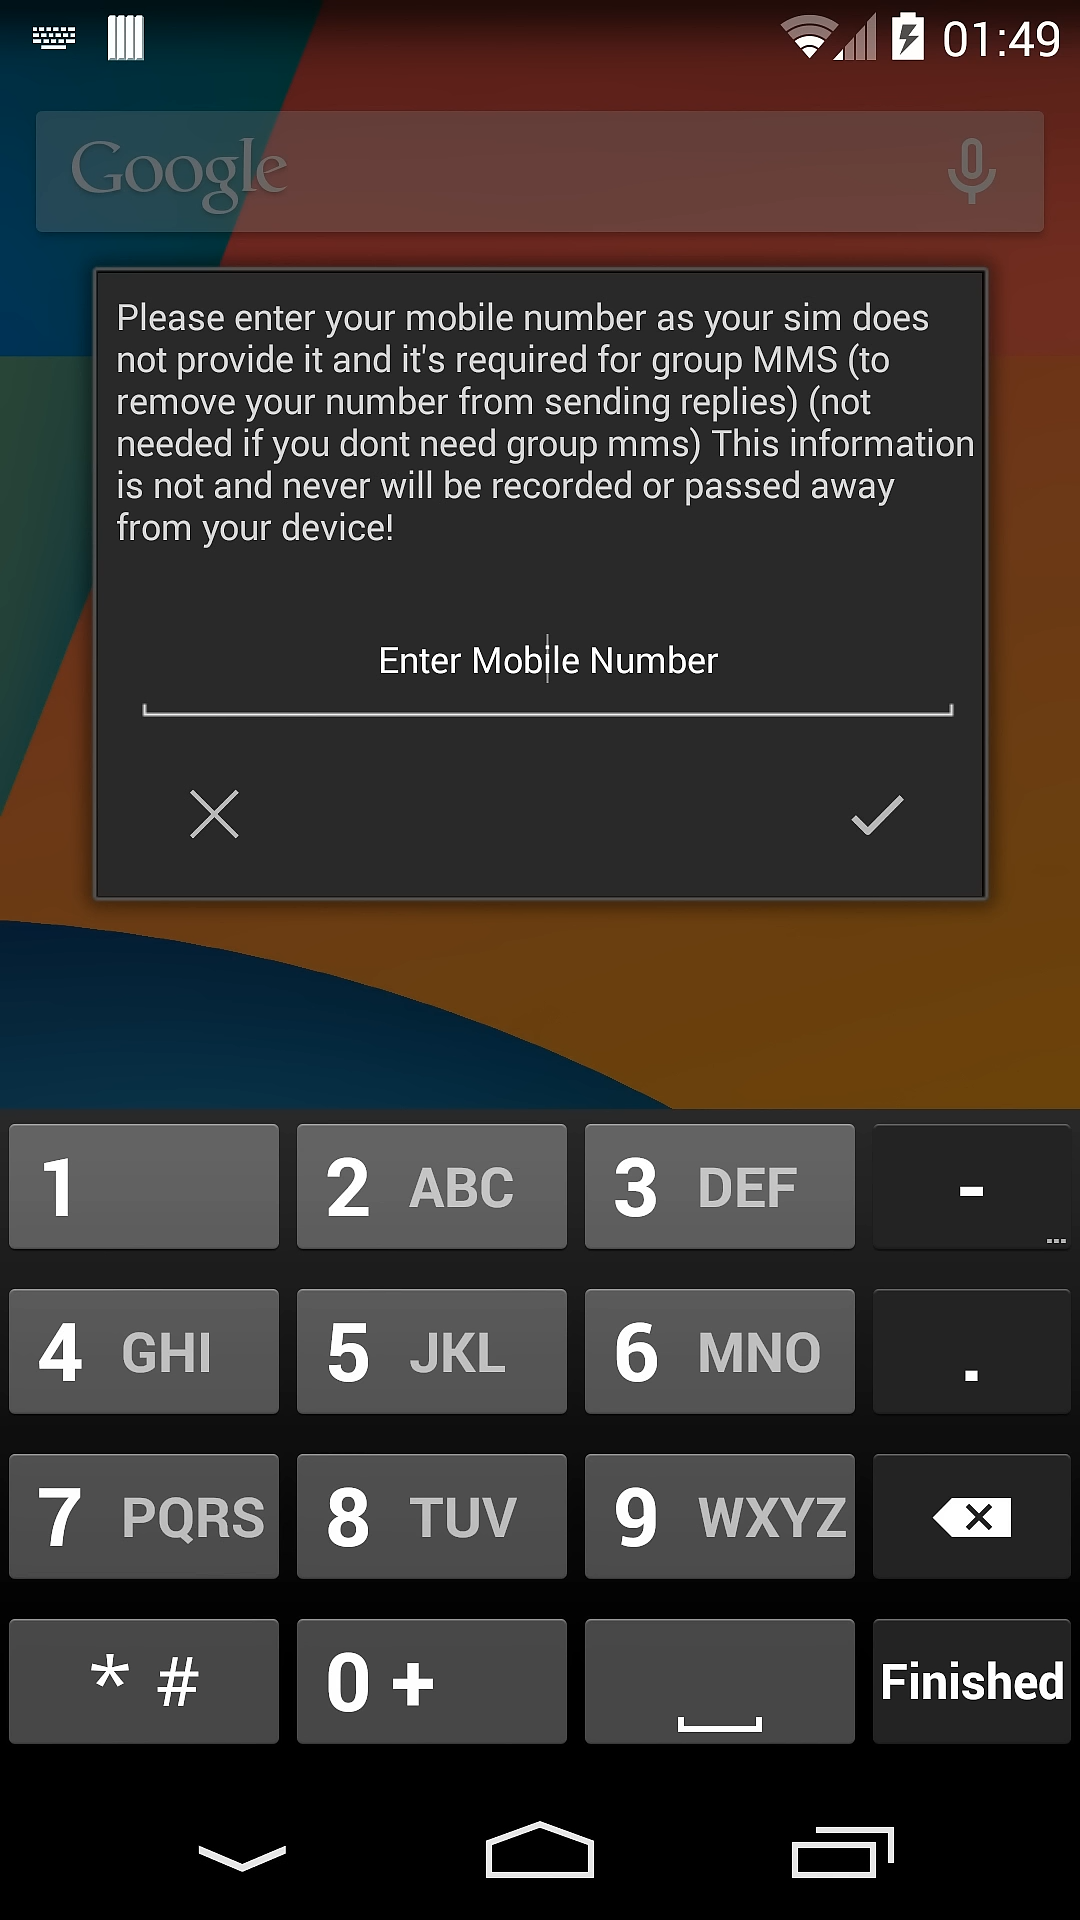 01:49
Google
Please enter your mobile number as your sim does
not provide it and it's required for group MMS (to
remove your number from sending replies) (not
needed if you dont need group mms) This information
is not and never will be recorded or passed away
from your device!
Enter Mobile Number
1 2 ABC 3 DEF -
...
4 GHI 5 JKL 6 MNO .
7 PQRS 8 TUV 9 WXYZ
* # 0 + Finished